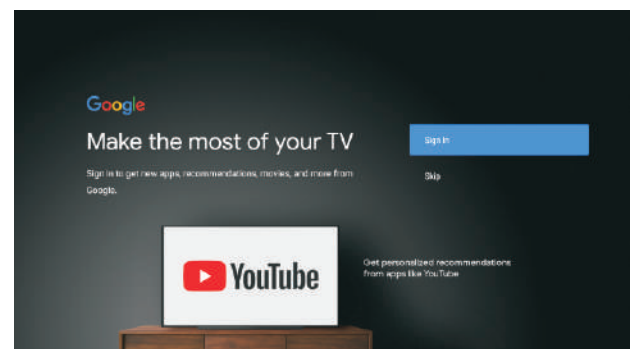 Google
Make the most of your TV
Sign in to get new apps, recommendations, movies, and more from
Google.
Sign In
Skip
YouTube
Get personalized recommendations
from apps like YouTube